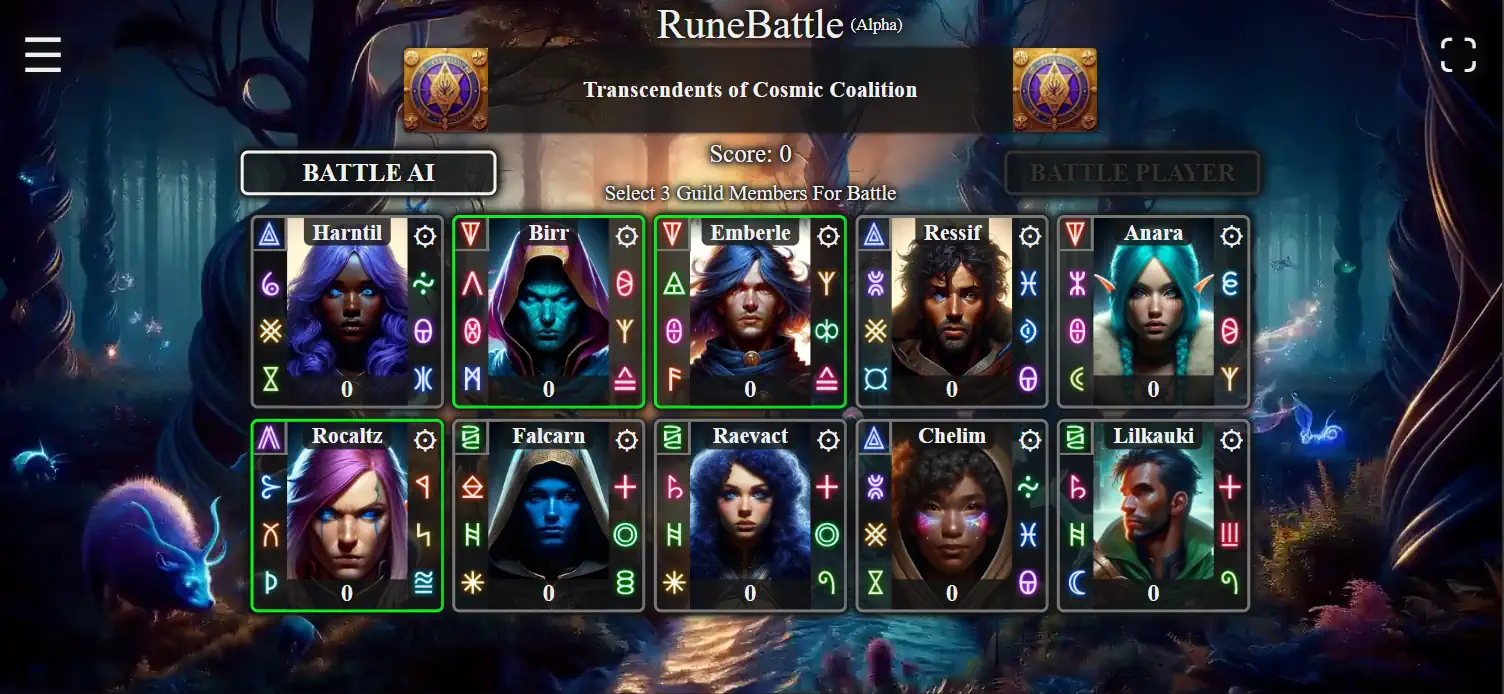 RuneBattle (Alpha)
Transcendents of Cosmic Coalition
Score: 0
BATTLE AI
BATTLE PLAYER
Select 3 Guild Members For Battle
Harntil
Birr
Emberle
Ressif
Anara
0
0
0
0
0
Rocaltz
Falcarn
Raevact
Chelim
Lilkauki
0
0
0
0
0